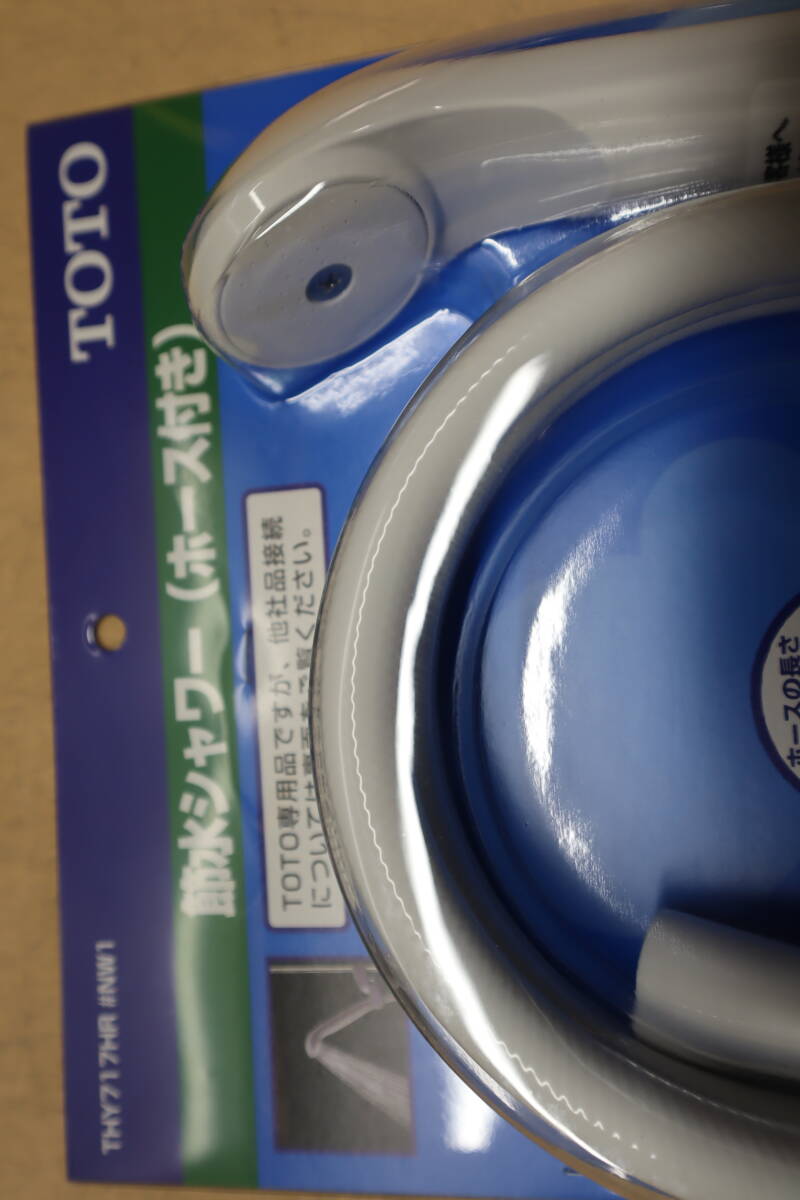 THY717HR #NW1
TOTO
節水シャワー（ホース付き）
TOTO専用品ですが、他社品接続
については裏面をご覧ください。
様へ
ホースの長さ